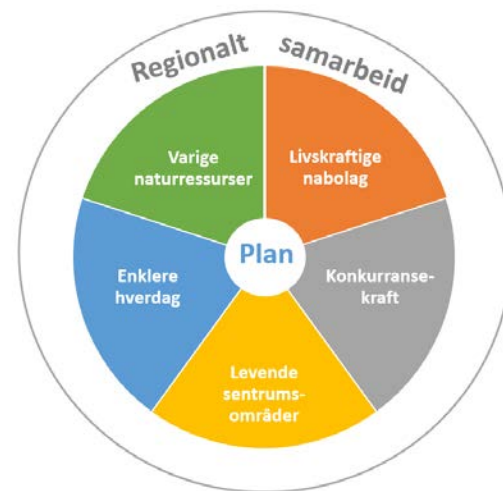 Regionalt samarbeid
Varige
naturressurser
Livskraftige
nabolag
Plan
Enklere
hverdag
Konkurranse-
kraft
Levende
sentrums-
områder